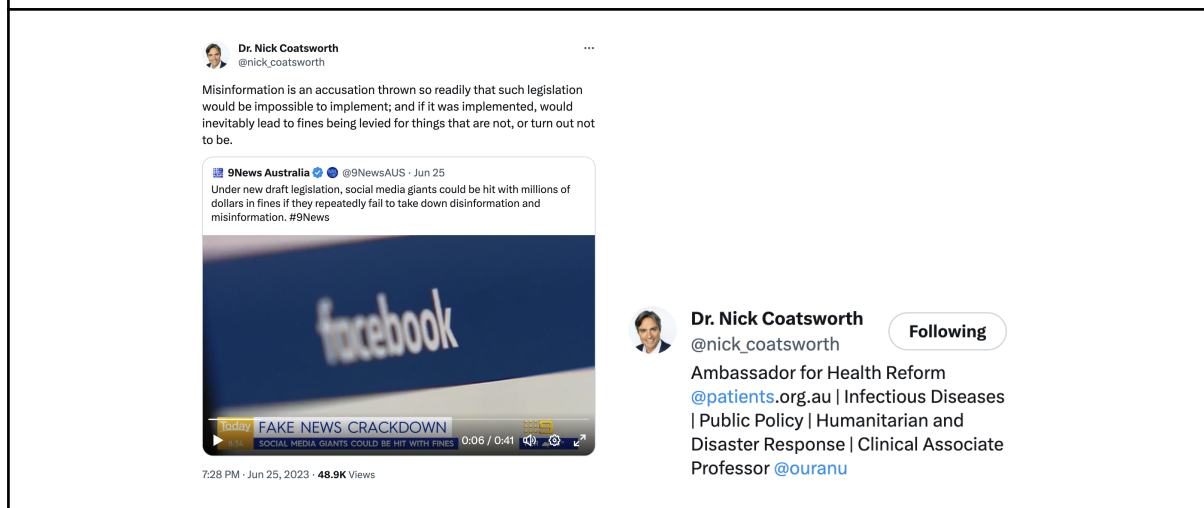 Dr. Nick Coatsworth
@nick_coatsworth
Misinformation is an accusation thrown so readily that such legislation
would be impossible to implement; and if it was implemented, would
inevitably lead to fines being levied for things that are not, or turn out not
to be.
9News Australia @9NewsAUS · Jun 25
Under new draft legislation, social media giants could be hit with millions of
dollars in fines if they repeatedly fail to take down disinformation and
misinformation. #9News
facebook
Today FAKE NEWS CRACKDOWN
SOCIAL MEDIA GIANTS COULD BE HIT WITH FINES
0:06 / 0:41
7:28 PM · Jun 25, 2023 · 48.9K Views
Dr. Nick Coatsworth
@nick_coatsworth
Following
Ambassador for Health Reform
@patients.org.au | Infectious Diseases
| Public Policy | Humanitarian and
Disaster Response | Clinical Associate
Professor @ouranu